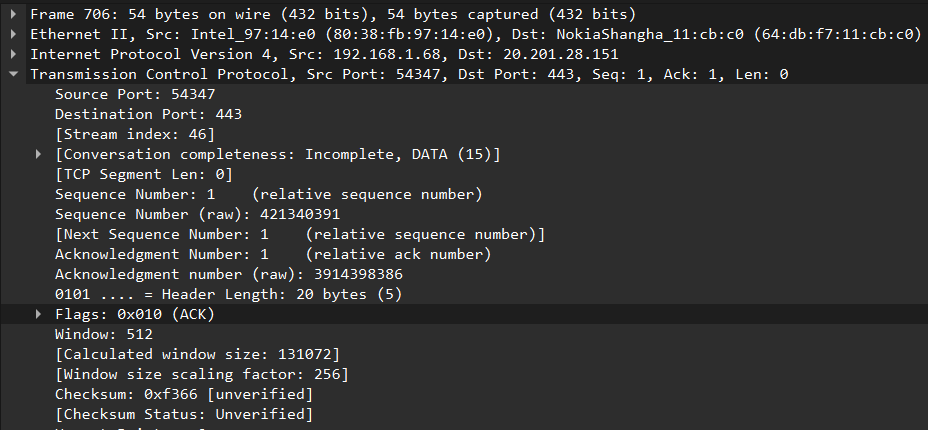 Frame 706: 54 bytes on wire (432 bits), 54 bytes captured (432 bits)
Ethernet II, Src: Intel_97:14:e0 (80:38:fb:97:14:e0), Dst: NokiaShangha_11:cb:c0 (64:db:f7:11:cb:c0)
Internet Protocol Version 4, Src: 192.168.1.68, Dst: 20.201.28.151
Transmission Control Protocol, Src Port: 54347, Dst Port: 443, Seq: 1, Ack: 1, Len: 0
Source Port: 54347
Destination Port: 443
[Stream index: 46]
[Conversation completeness: Incomplete, DATA (15)]
[TCP Segment Len: 0]
Sequence Number: 1    (relative sequence number)
Sequence Number (raw): 421340391
[Next Sequence Number: 1    (relative sequence number)]
Acknowledgment Number: 1    (relative ack number)
Acknowledgment number (raw): 3914398386
0101 .... = Header Length: 20 bytes (5)
Flags: 0x010 (ACK)
Window: 512
[Calculated window size: 131072]
[Window size scaling factor: 256]
Checksum: 0xf366 [unverified]
[Checksum Status: Unverified]